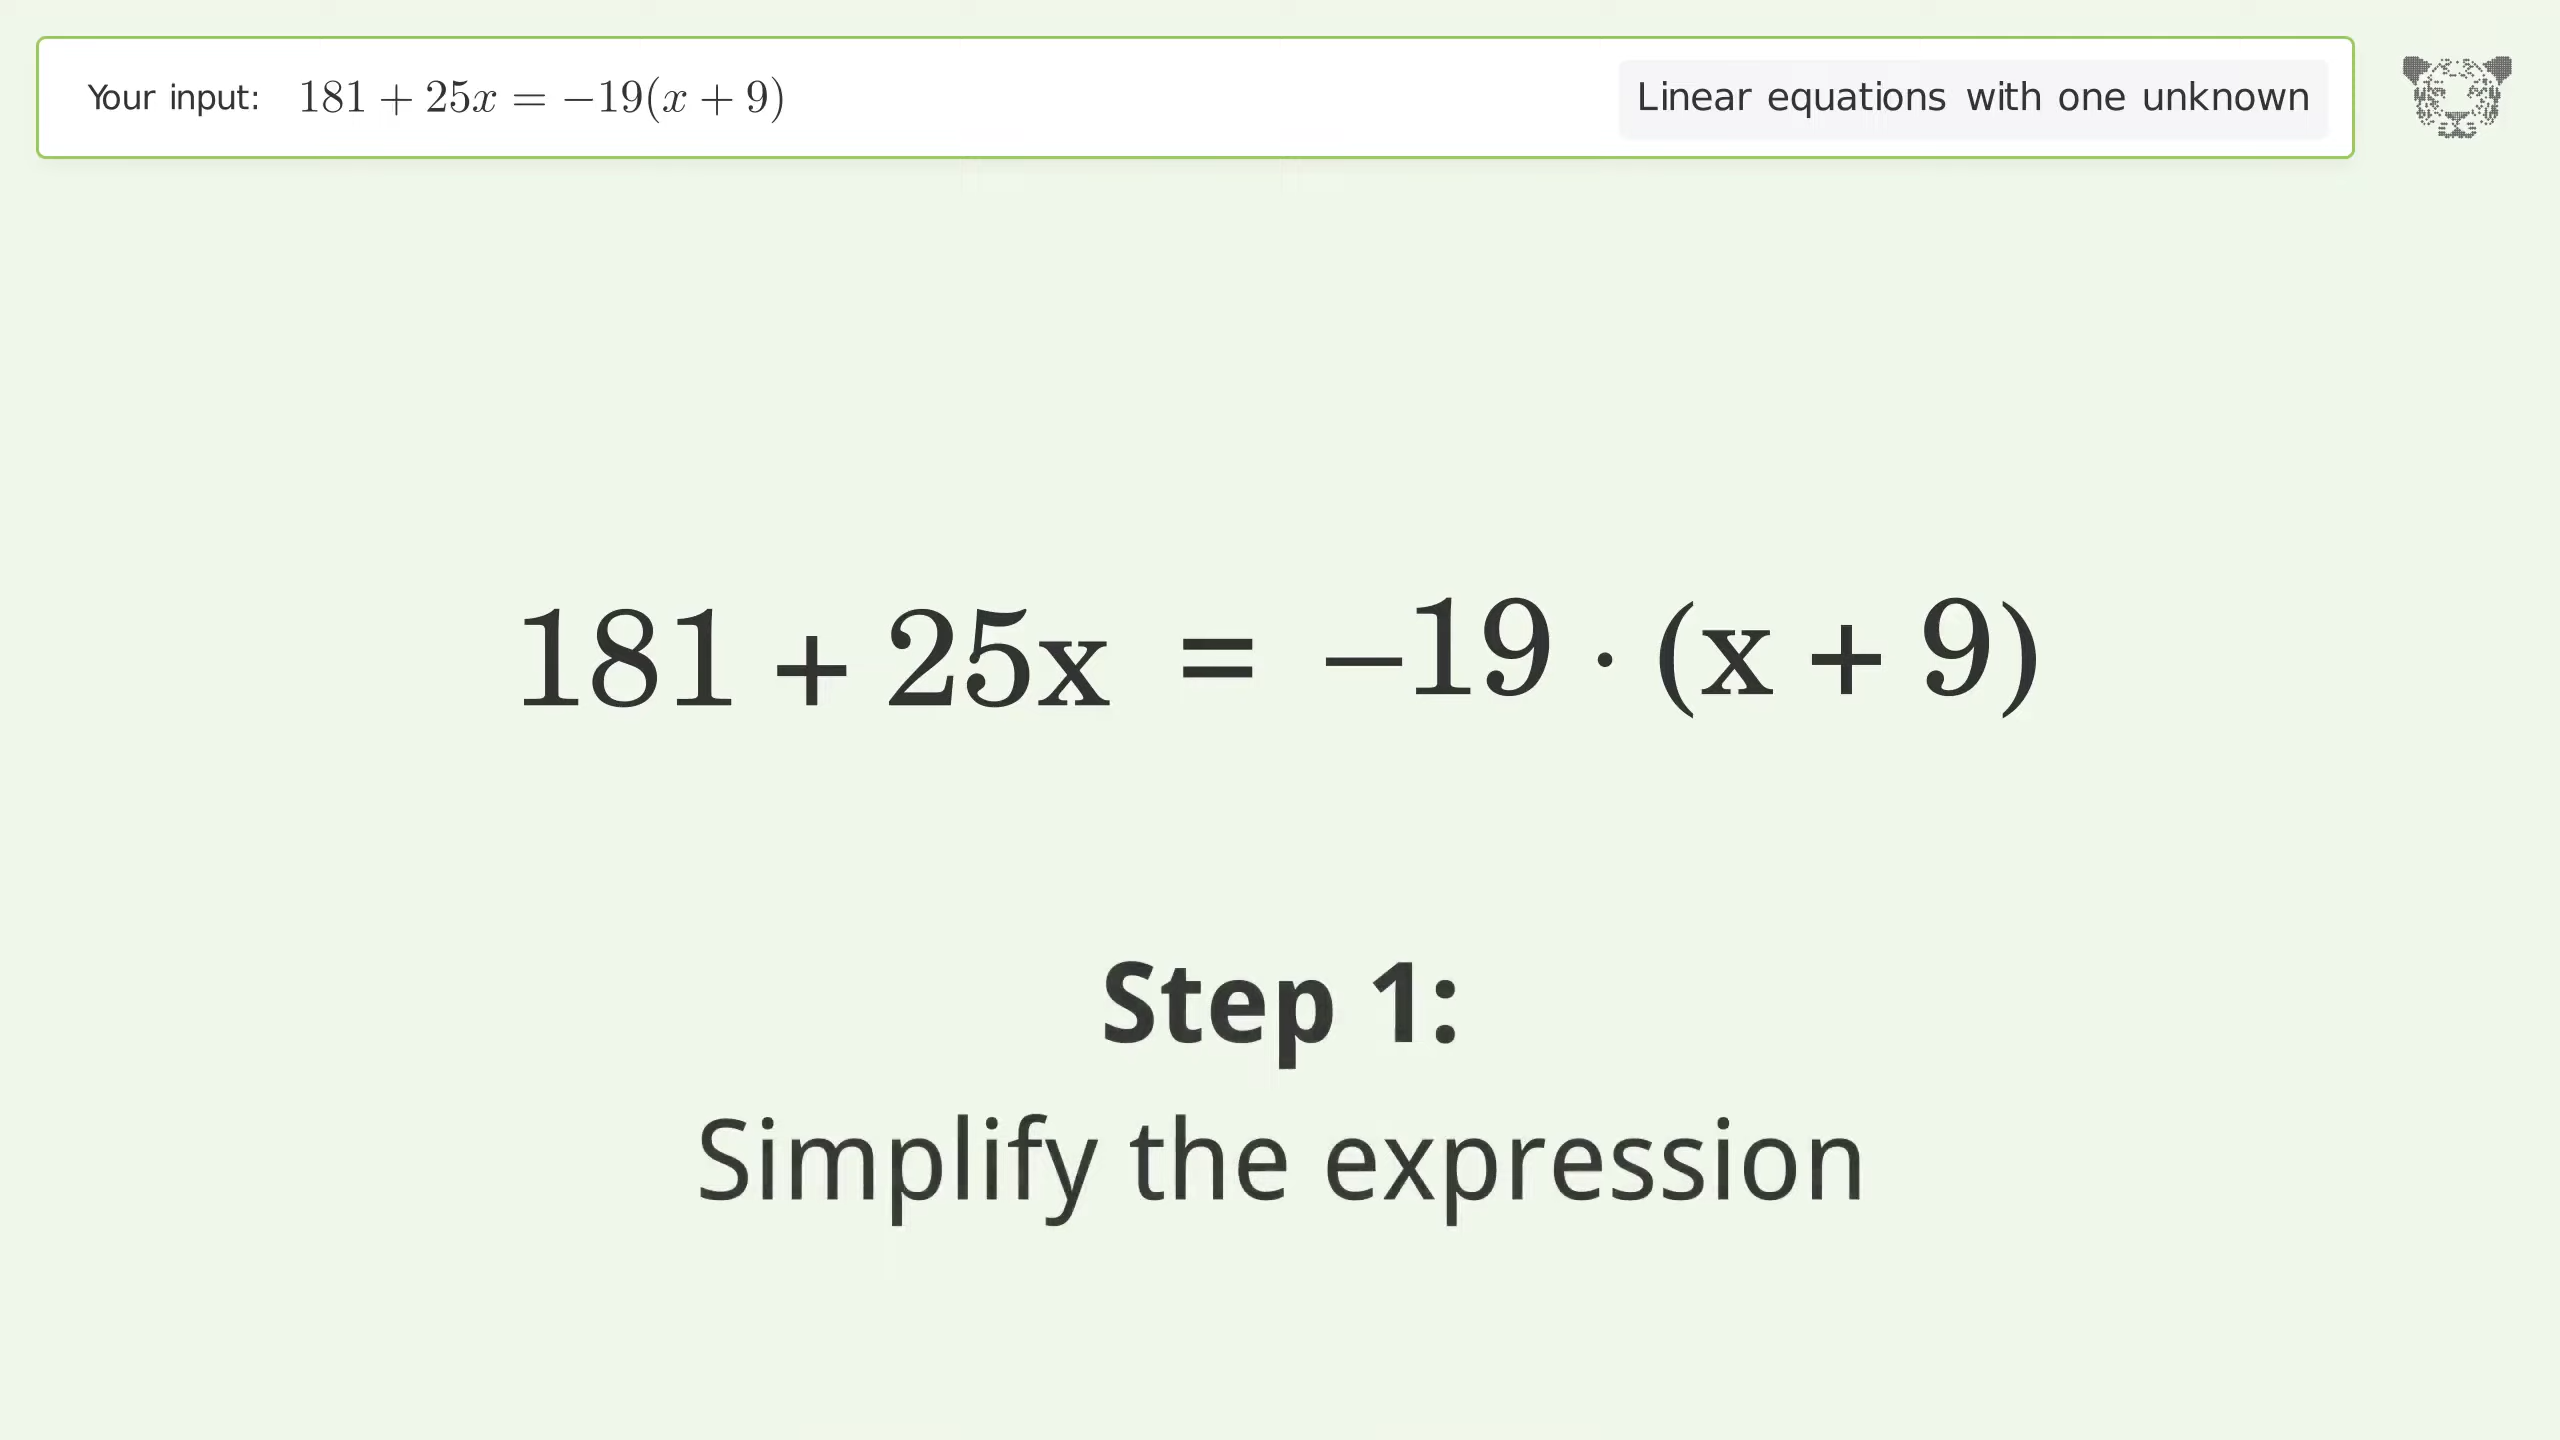 Your input: 181 + 25x = −19(x + 9)
Linear equations with one unknown
181 + 25x = −19 · (x + 9)
Step 1:
Simplify the expression